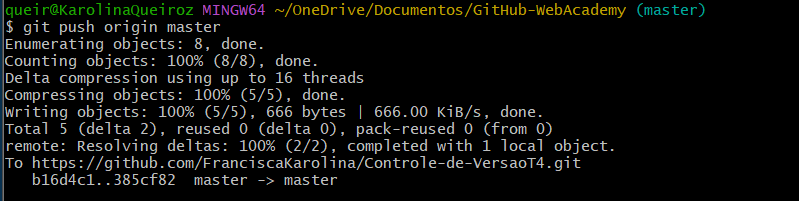 queir@KarolinaQueiroz MINGW64 ~/OneDrive/Documentos/GitHub-WebAcademy (master)
$ git push origin master
Enumerating objects: 8, done.
Counting objects: 100% (8/8), done.
Delta compression using up to 16 threads
Compressing objects: 100% (5/5), done.
Writing objects: 100% (5/5), 666 bytes | 666.00 KiB/s, done.
Total 5 (delta 2), reused 0 (delta 0), pack-reused 0 (from 0)
remote: Resolving deltas: 100% (2/2), completed with 1 local object.
To https://github.com/FranciscaKarolina/Controle-de-VersaoT4.git
   b16d4c1..385cf82  master -> master